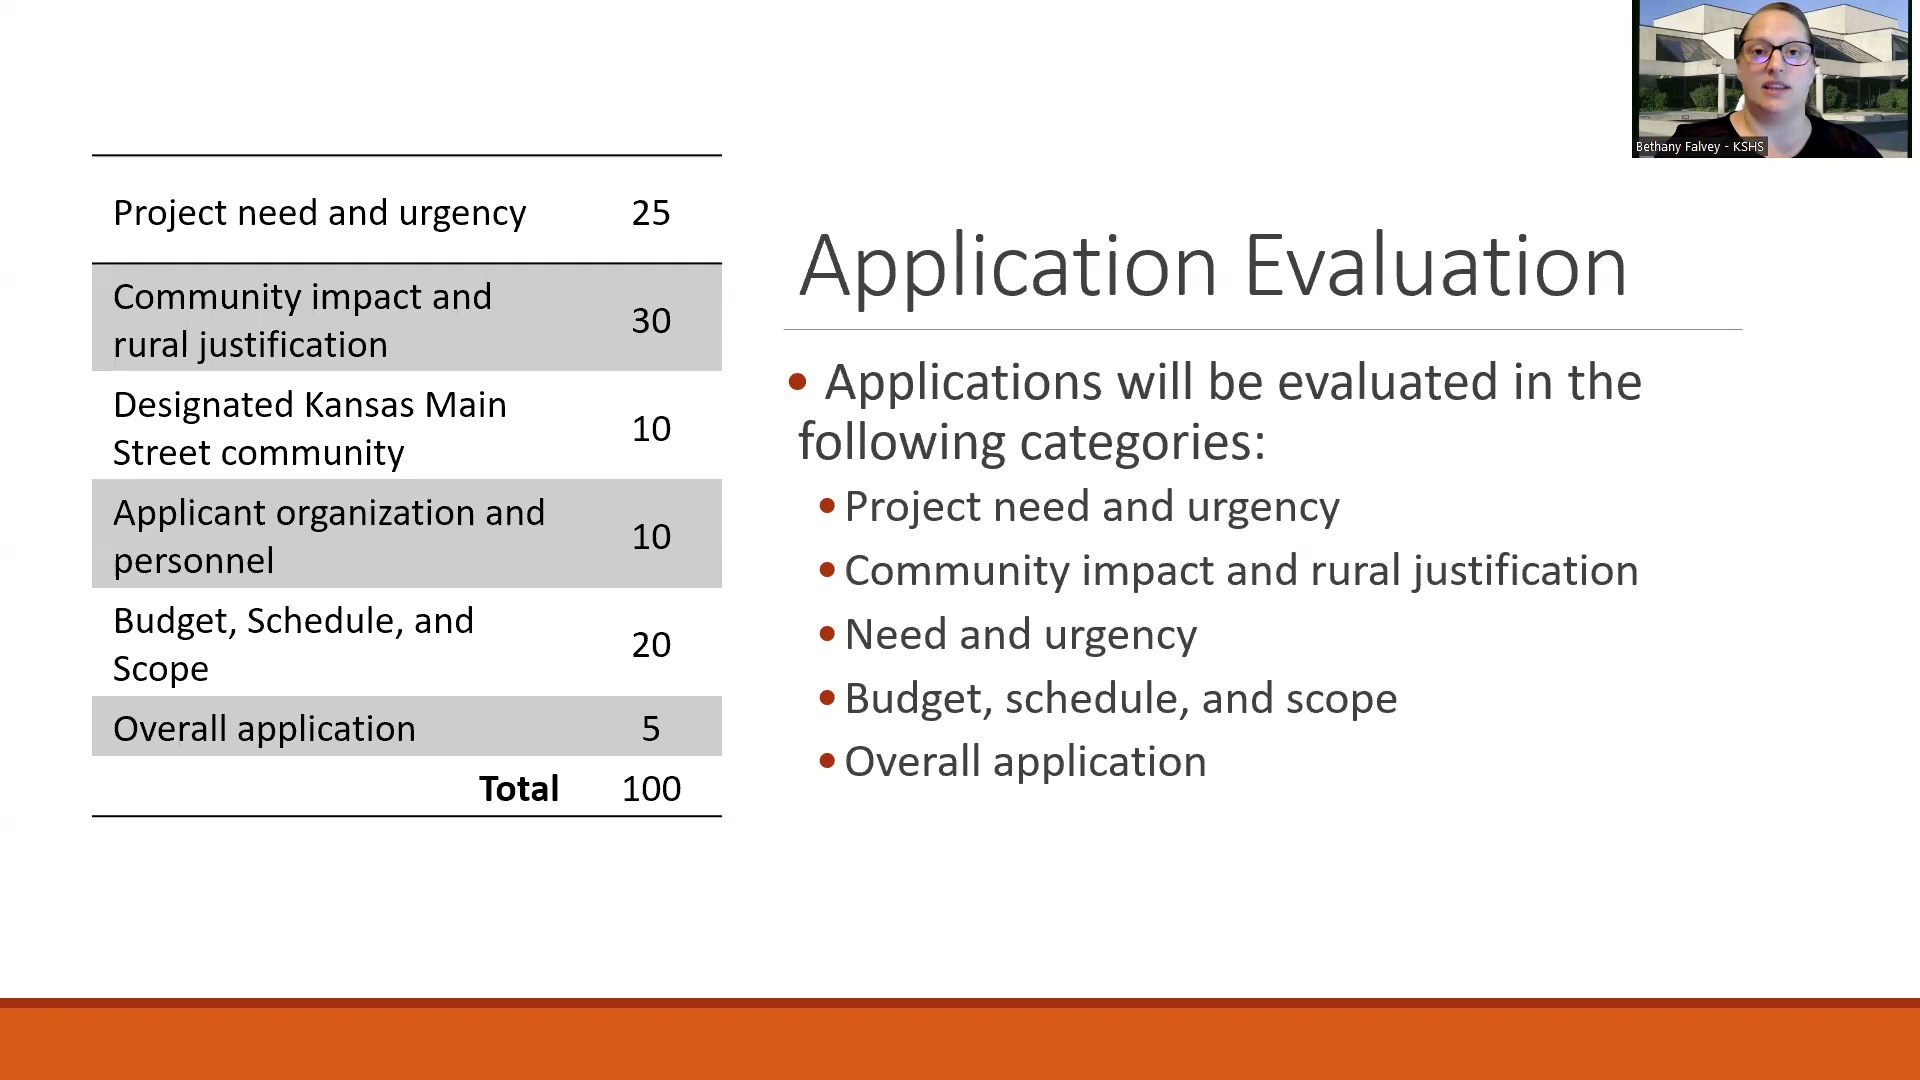 Bethany Falvey - KSHS
Project need and urgency 25
Community impact and
rural justification 30
Designated Kansas Main
Street community 10
Applicant organization and
personnel 10
Budget, Schedule, and
Scope 20
Overall application 5
Total 100
Application Evaluation
• Applications will be evaluated in the
following categories:
• Project need and urgency
• Community impact and rural justification
• Need and urgency
• Budget, schedule, and scope
• Overall application